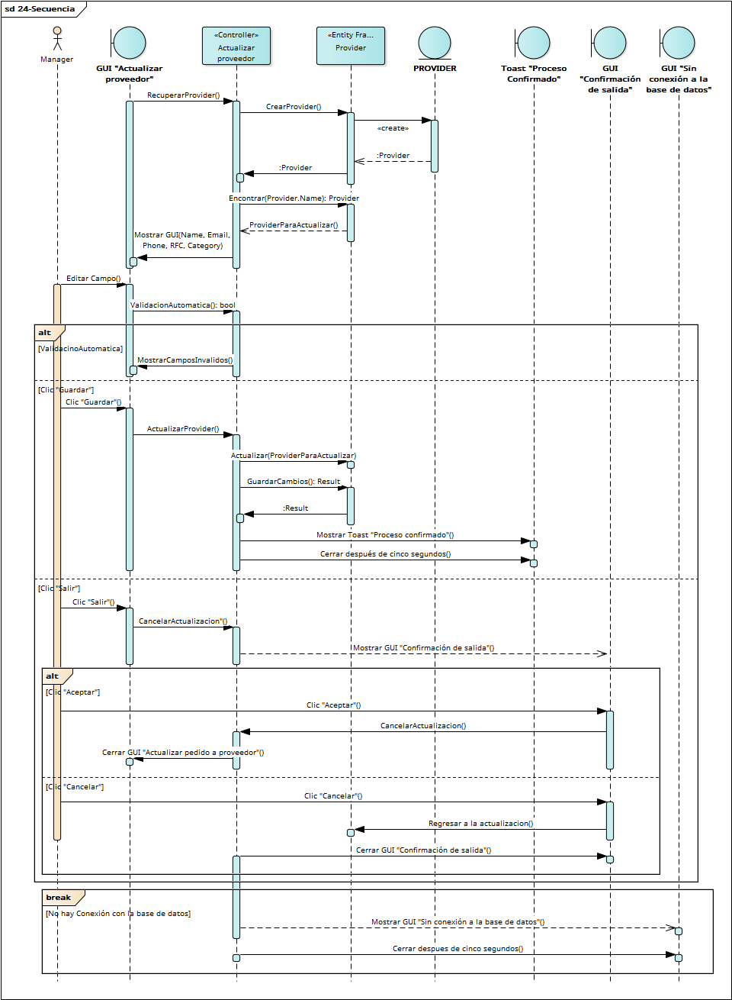 sd 24-Secuencia
Manager
GUI "Actualizar
proveedor"
«Controller»
Actualizar
proveedor
«Entity Fra...
Provider
PROVIDER
Toast "Proceso
Confirmado"
GUI
"Confirmación
de salida"
GUI "Sin
conexión a la
base de datos"
RecuperarProvider()
CrearProvider()
«create»
:Provider
:Provider
Encontrar(Provider.Name): Provider
ProviderParaActualizar()
Mostrar GUI(Name, Email,
Phone, RFC, Category)
Editar Campo()
ValidacionAutomatica(): bool
alt
[ValidacinoAutomatica]
MostrarCamposInvalidos()
[Clic "Guardar"]
Clic "Guardar"()
ActualizarProvider()
Actualizar(ProviderParaActualizar)
GuardarCambios(): Result
:Result
Mostrar Toast "Proceso confirmado"()
Cerrar después de cinco segundos()
[Clic "Salir"]
Clic "Salir"()
CancelarActualizacion"()
Mostrar GUI "Confirmación de salida"()
alt
[Clic "Aceptar"]
Clic "Aceptar"()
CancelarActualizacion()
Cerrar GUI "Actualizar pedido a proveedor"()
[Clic "Cancelar"]
Clic "Cancelar"()
Regresar a la actualizacion()
Cerrar GUI "Confirmación de salida"()
break
[No hay Conexión con la base de datos]
Mostrar GUI "Sin conexión a la base de datos"()
Cerrar despues de cinco segundos()